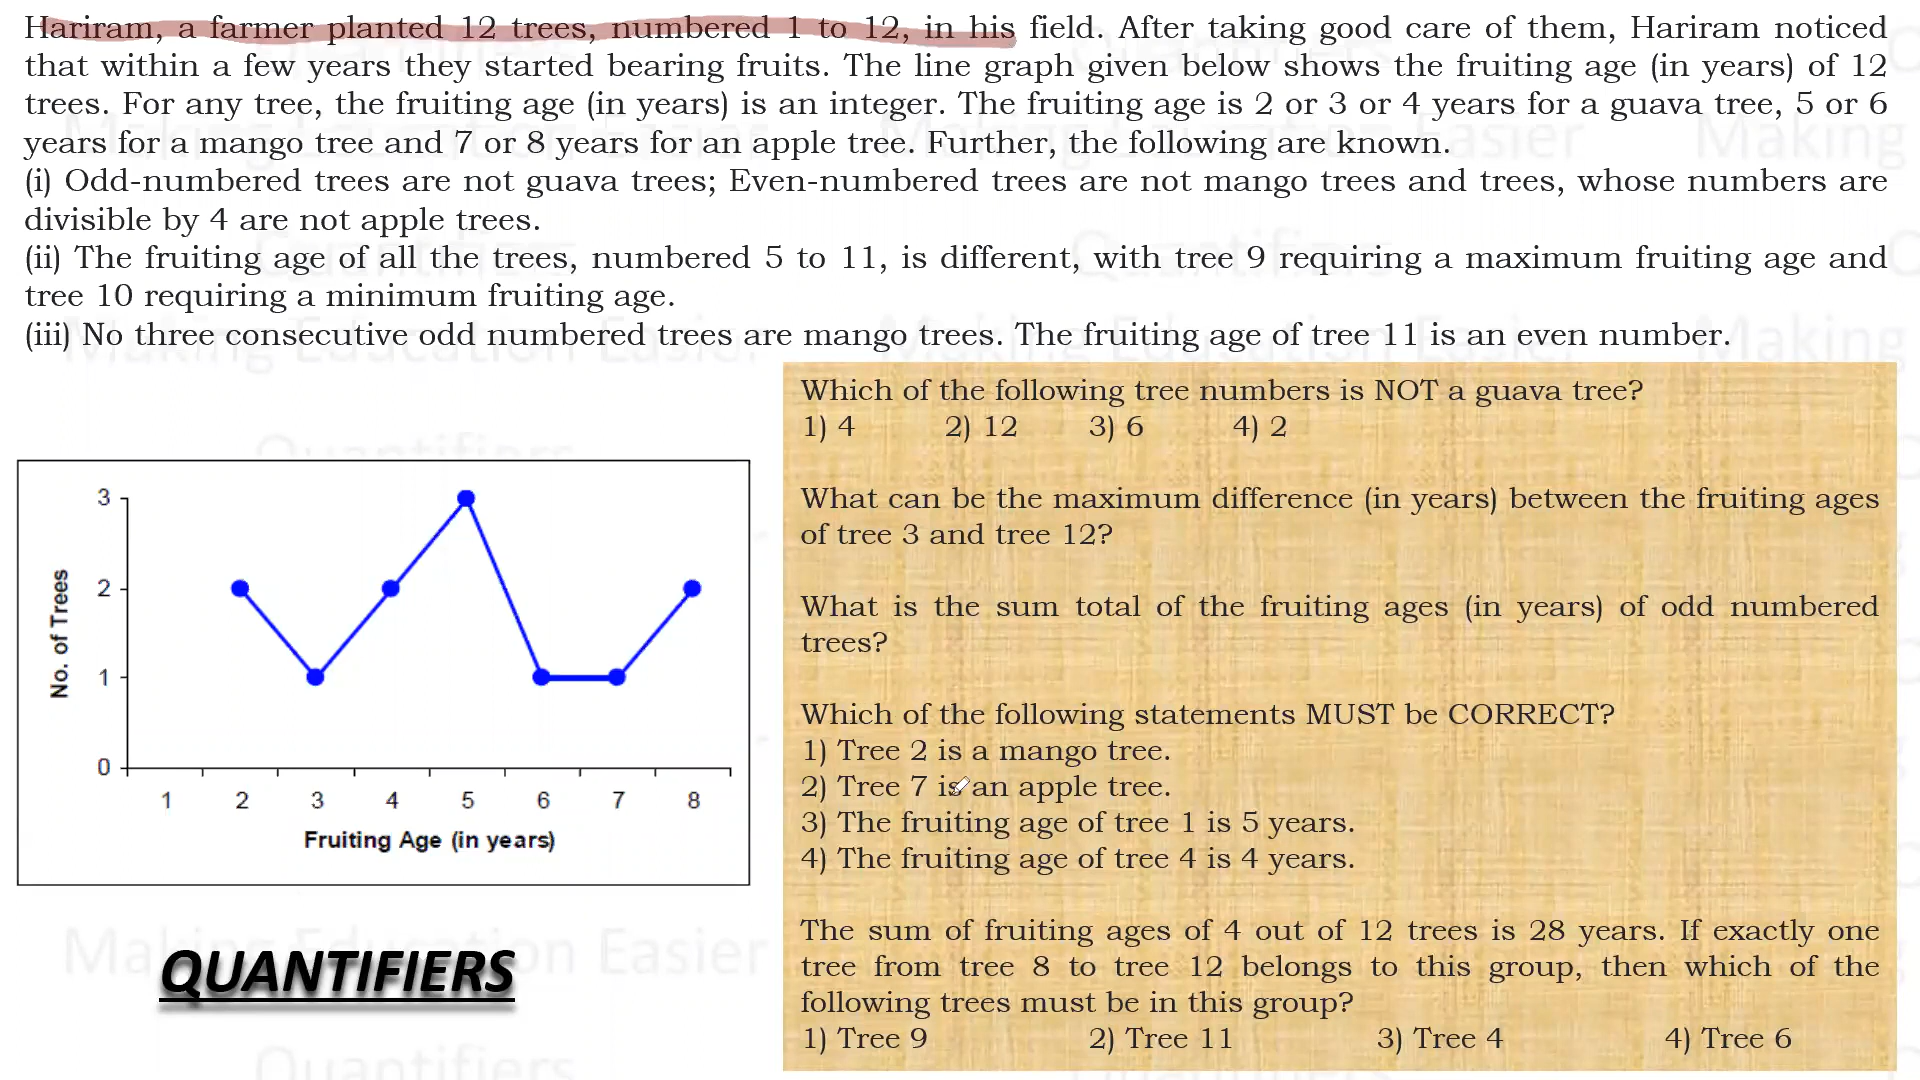 Hariram, a farmer planted 12 trees, numbered 1 to 12, in his field. After taking good care of them, Hariram noticed
that within a few years they started bearing fruits. The line graph given below shows the fruiting age (in years) of 12
trees. For any tree, the fruiting age (in years) is an integer. The fruiting age is 2 or 3 or 4 years for a guava tree, 5 or 6
years for a mango tree and 7 or 8 years for an apple tree. Further, the following are known.
(i) Odd-numbered trees are not guava trees; Even-numbered trees are not mango trees and trees, whose numbers are
divisible by 4 are not apple trees.
(ii) The fruiting age of all the trees, numbered 5 to 11, is different, with tree 9 requiring a maximum fruiting age and
tree 10 requiring a minimum fruiting age.
(iii) No three consecutive odd numbered trees are mango trees. The fruiting age of tree 11 is an even number.
Which of the following tree numbers is NOT a guava tree?
1) 4 2) 12 3) 6 4) 2
What can be the maximum difference (in years) between the fruiting ages
of tree 3 and tree 12?
What is the sum total of the fruiting ages (in years) of odd numbered
trees?
Which of the following statements MUST be CORRECT?
1) Tree 2 is a mango tree.
2) Tree 7 is an apple tree.
3) The fruiting age of tree 1 is 5 years.
4) The fruiting age of tree 4 is 4 years.
The sum of fruiting ages of 4 out of 12 trees is 28 years. If exactly one
tree from tree 8 to tree 12 belongs to this group, then which of the
following trees must be in this group?
1) Tree 9 2) Tree 11 3) Tree 4 4) Tree 6
No. of Trees
3
2
1
0
1 2 3 4 5 6 7 8
Fruiting Age (in years)
QUANTIFIERS
Making Education Easier
Quantifiers